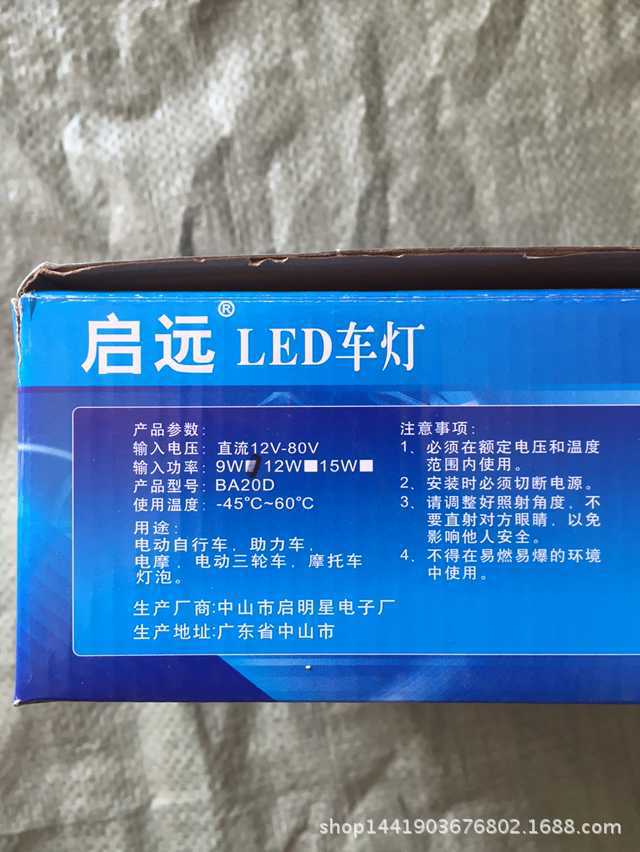 启远® LED车灯
产品参数：
输入电压：直流12V-80V
输入功率：9W■12W■15W■
产品型号：BA20D
使用温度：-45℃~60℃
用途：
电动自行车，助力车，
电摩，电动三轮车，摩托车
灯泡。
生产厂商：中山市启明星电子厂
生产地址：广东省中山市
注意事项：
1、必须在额定电压和温度
范围内使用。
2、安装时必须切断电源。
3、请调整好照射角度，不
要直射对方眼睛，以免
影响他人安全。
4、不得在易燃易爆的环境
中使用。
shop1441903676802.1688.com